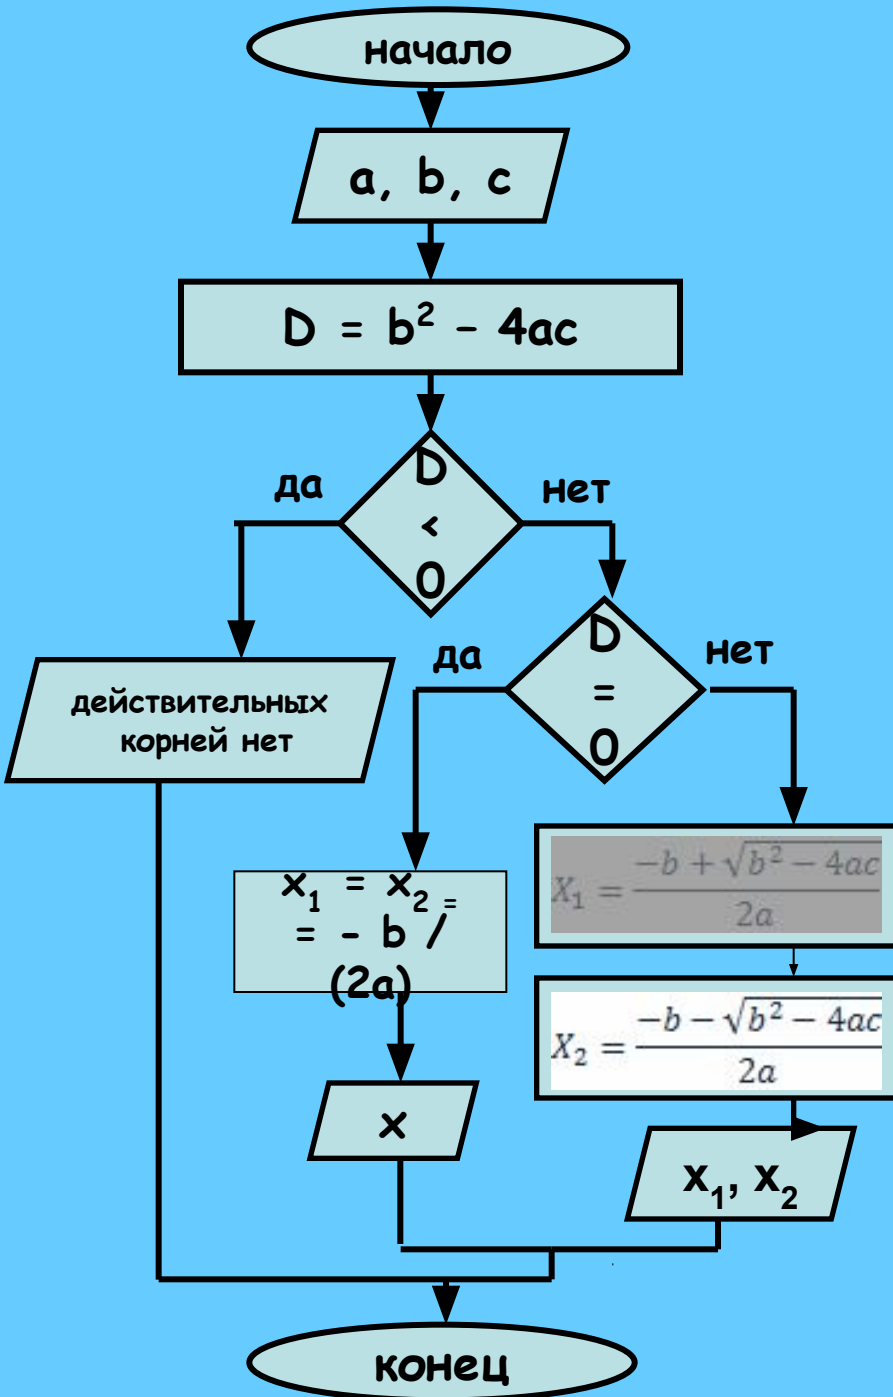 начало
a, b, c
D = b² - 4ac
да
нет
D
<
0
да
нет
D
=
0
действительных
корней нет
x₁ = x₂ =
= - b /
(2a)
X₁ = (-b + √(b² - 4ac)) / 2a
X₂ = (-b - √(b² - 4ac)) / 2a
x
x₁, x₂
конец